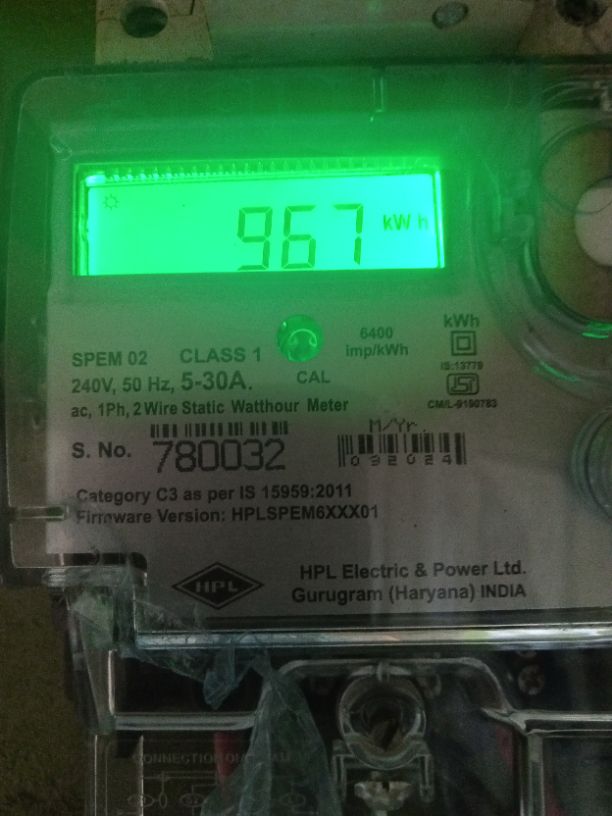 967 kWh
SPEM 02 CLASS 1 6400 imp/kWh kWh
240V, 50 Hz, 5-30A. CAL IS:13779
ac, 1Ph, 2 Wire Static Watthour Meter CM/L-9190783
M/Yr.
S. No. 780032 092024
Category C3 as per IS 15959:2011
Firmware Version: HPLSPEM6XXX01
HPL
HPL Electric & Power Ltd.
Gurugram (Haryana) INDIA
CONNECTION DIAGRAM